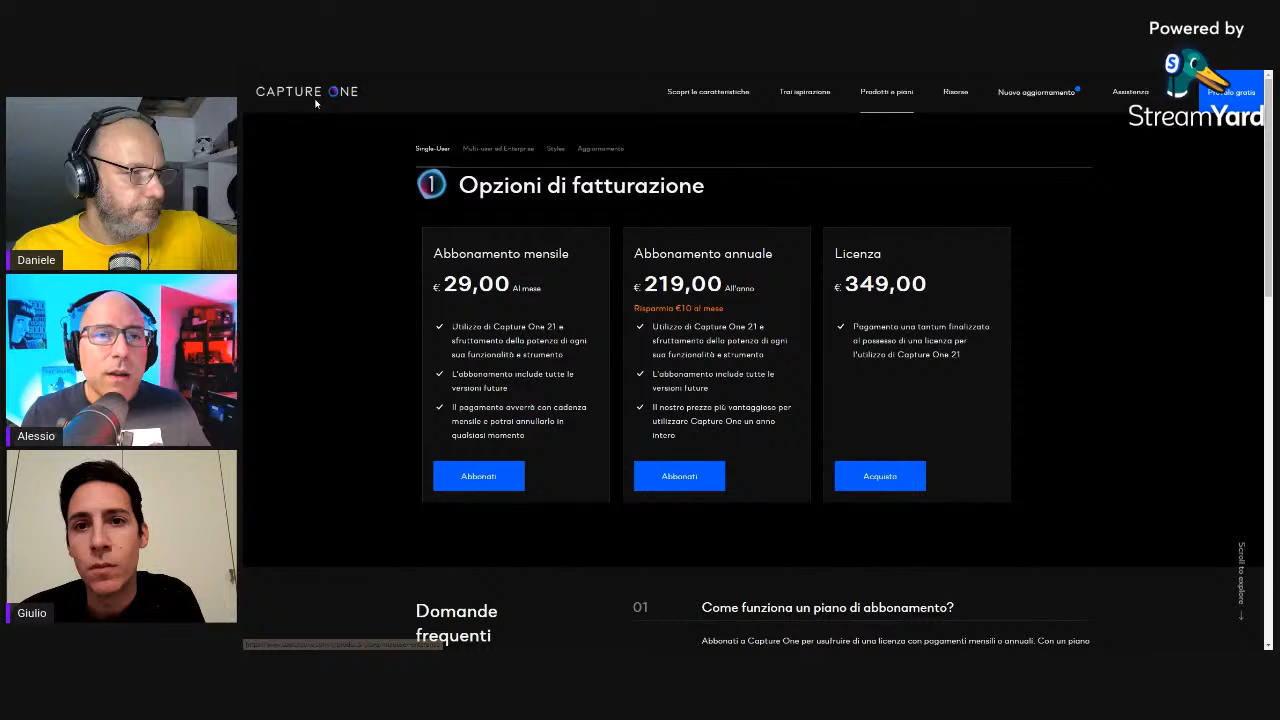 Powered by
StreamYard
CAPTURE ONE
Scopri le caratteristiche
Trai ispirazione
Prodotti e piani
Risorse
Nuovo aggiornamento
Assistenza
gratis
Single-User
Multi-user ed Enterprise
Styles
Aggiornamento
1
Opzioni di fatturazione
Abbonamento mensile
€ 29,00 Al mese
Utilizzo di Capture One 21 e
sfruttamento della potenza di ogni
sua funzionalità e strumento
L'abbonamento include tutte le
versioni future
Il pagamento avverrà con cadenza
mensile e potrai annullarlo in
qualsiasi momento
Abbonati
Abbonamento annuale
€ 219,00 All'anno
Risparmia €10 al mese
Utilizzo di Capture One 21 e
sfruttamento della potenza di ogni
sua funzionalità e strumento
L'abbonamento include tutte le
versioni future
Il nostro prezzo più vantaggioso per
utilizzare Capture One un anno
intero
Abbonati
Licenza
€ 349,00
Pagamento una tantum finalizzato
al possesso di una licenza per
l'utilizzo di Capture One 21
Acquista
Scroll to explore
Domande
frequenti
01
Come funziona un piano di abbonamento?
Abbonati a Capture One per usufruire di una licenza con pagamenti mensili o annuali. Con un piano
Daniele
Alessio
Giulio